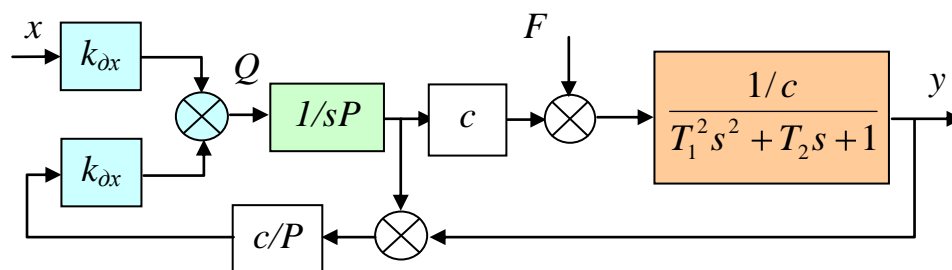 x
k∂x
Q
1/sP
c
F
1/c
T₁²s² + T₂s + 1
y
k∂x
c/P